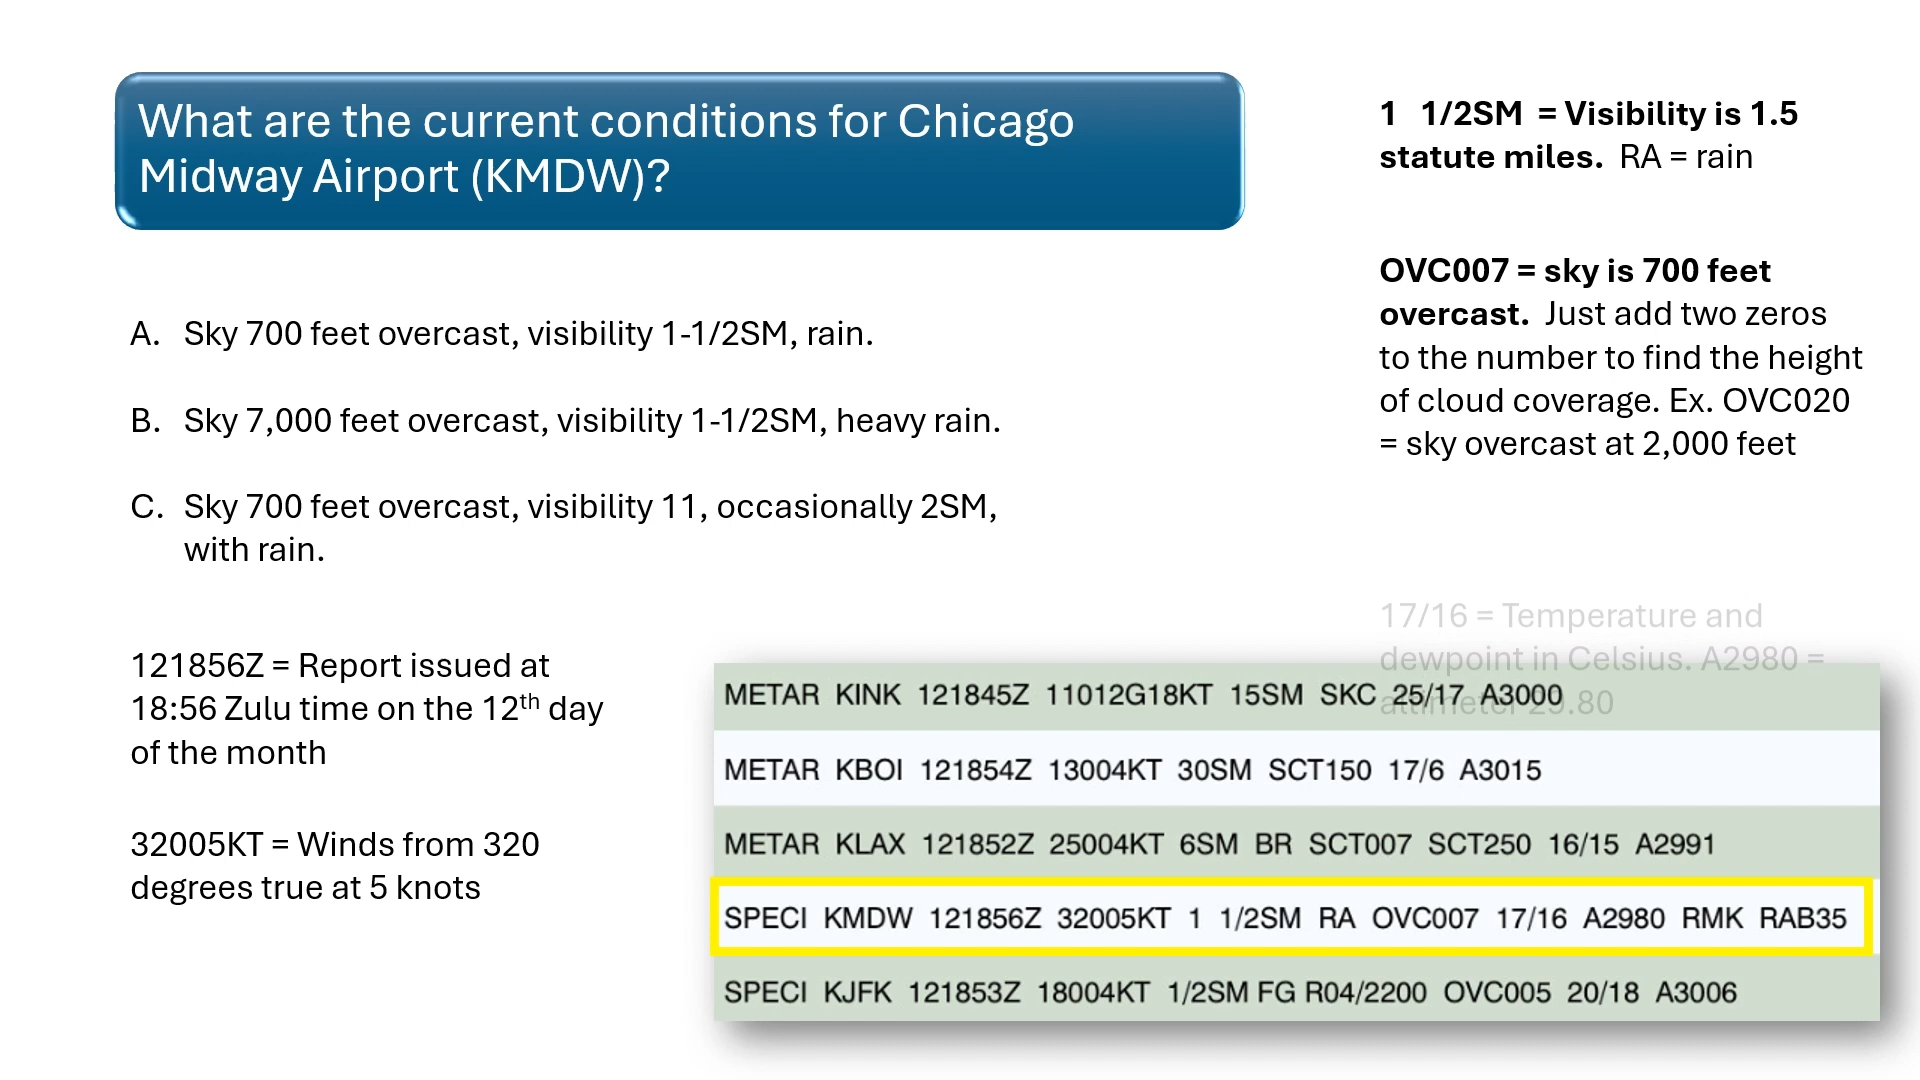 What are the current conditions for Chicago
Midway Airport (KMDW)?
A. Sky 700 feet overcast, visibility 1-1/2SM, rain.
B. Sky 7,000 feet overcast, visibility 1-1/2SM, heavy rain.
C. Sky 700 feet overcast, visibility 11, occasionally 2SM,
with rain.
121856Z = Report issued at
18:56 Zulu time on the 12th day
of the month
32005KT = Winds from 320
degrees true at 5 knots
1 1/2SM = Visibility is 1.5
statute miles. RA = rain
OVC007 = sky is 700 feet
overcast. Just add two zeros
to the number to find the height
of cloud coverage. Ex. OVC020
= sky overcast at 2,000 feet
17/16 = Temperature and
dewpoint in Celsius. A2980 =
altimeter 29.80
METAR KINK 121845Z 11012G18KT 15SM SKC 25/17 A3000
METAR KBOI 121854Z 13004KT 30SM SCT150 17/6 A3015
METAR KLAX 121852Z 25004KT 6SM BR SCT007 SCT250 16/15 A2991
SPECI KMDW 121856Z 32005KT 1 1/2SM RA OVC007 17/16 A2980 RMK RAB35
SPECI KJFK 121853Z 18004KT 1/2SM FG R04/2200 OVC005 20/18 A3006